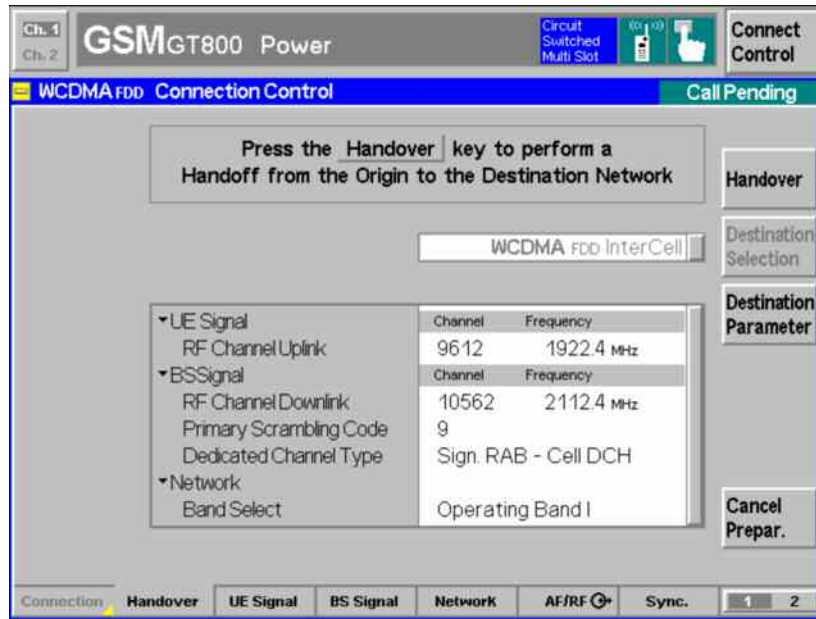 Ch. 1
Ch. 2
GSM GT800 Power
Circuit
Switched
Multi Slot
Connect
Control
WCDMA FDD Connection Control
Call Pending
Press the Handover key to perform a
Handoff from the Origin to the Destination Network
Handover
WCDMA FDD InterCell
Destination
Selection
Destination
Parameter
UE Signal Channel Frequency
RF Channel Uplink 9612 1922.4 MHz
BSSignal Channel Frequency
RF Channel Downlink 10562 2112.4 MHz
Primary Scrambling Code 9
Dedicated Channel Type Sign. RAB - Cell DCH
Network
Band Select Operating Band I
Cancel
Prepar.
Connection Handover UE Signal BS Signal Network AF/RF Sync. 1 2